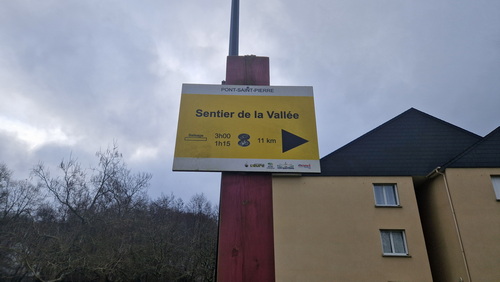 PONT-SAINT-PIERRE
Sentier de la Vallée
3h00
1h15
8
11 km